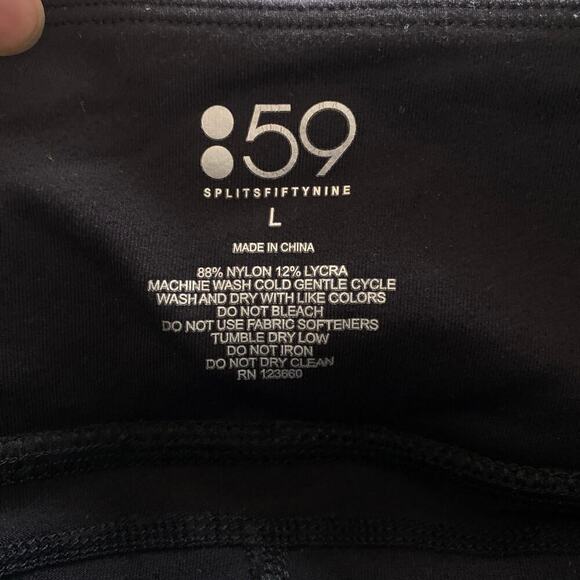 :59
SPLITSFIFTYNINE
L
MADE IN CHINA
88% NYLON 12% LYCRA
MACHINE WASH COLD GENTLE CYCLE
WASH AND DRY WITH LIKE COLORS
DO NOT BLEACH
DO NOT USE FABRIC SOFTENERS
TUMBLE DRY LOW
DO NOT IRON
DO NOT DRY CLEAN
RN 123660